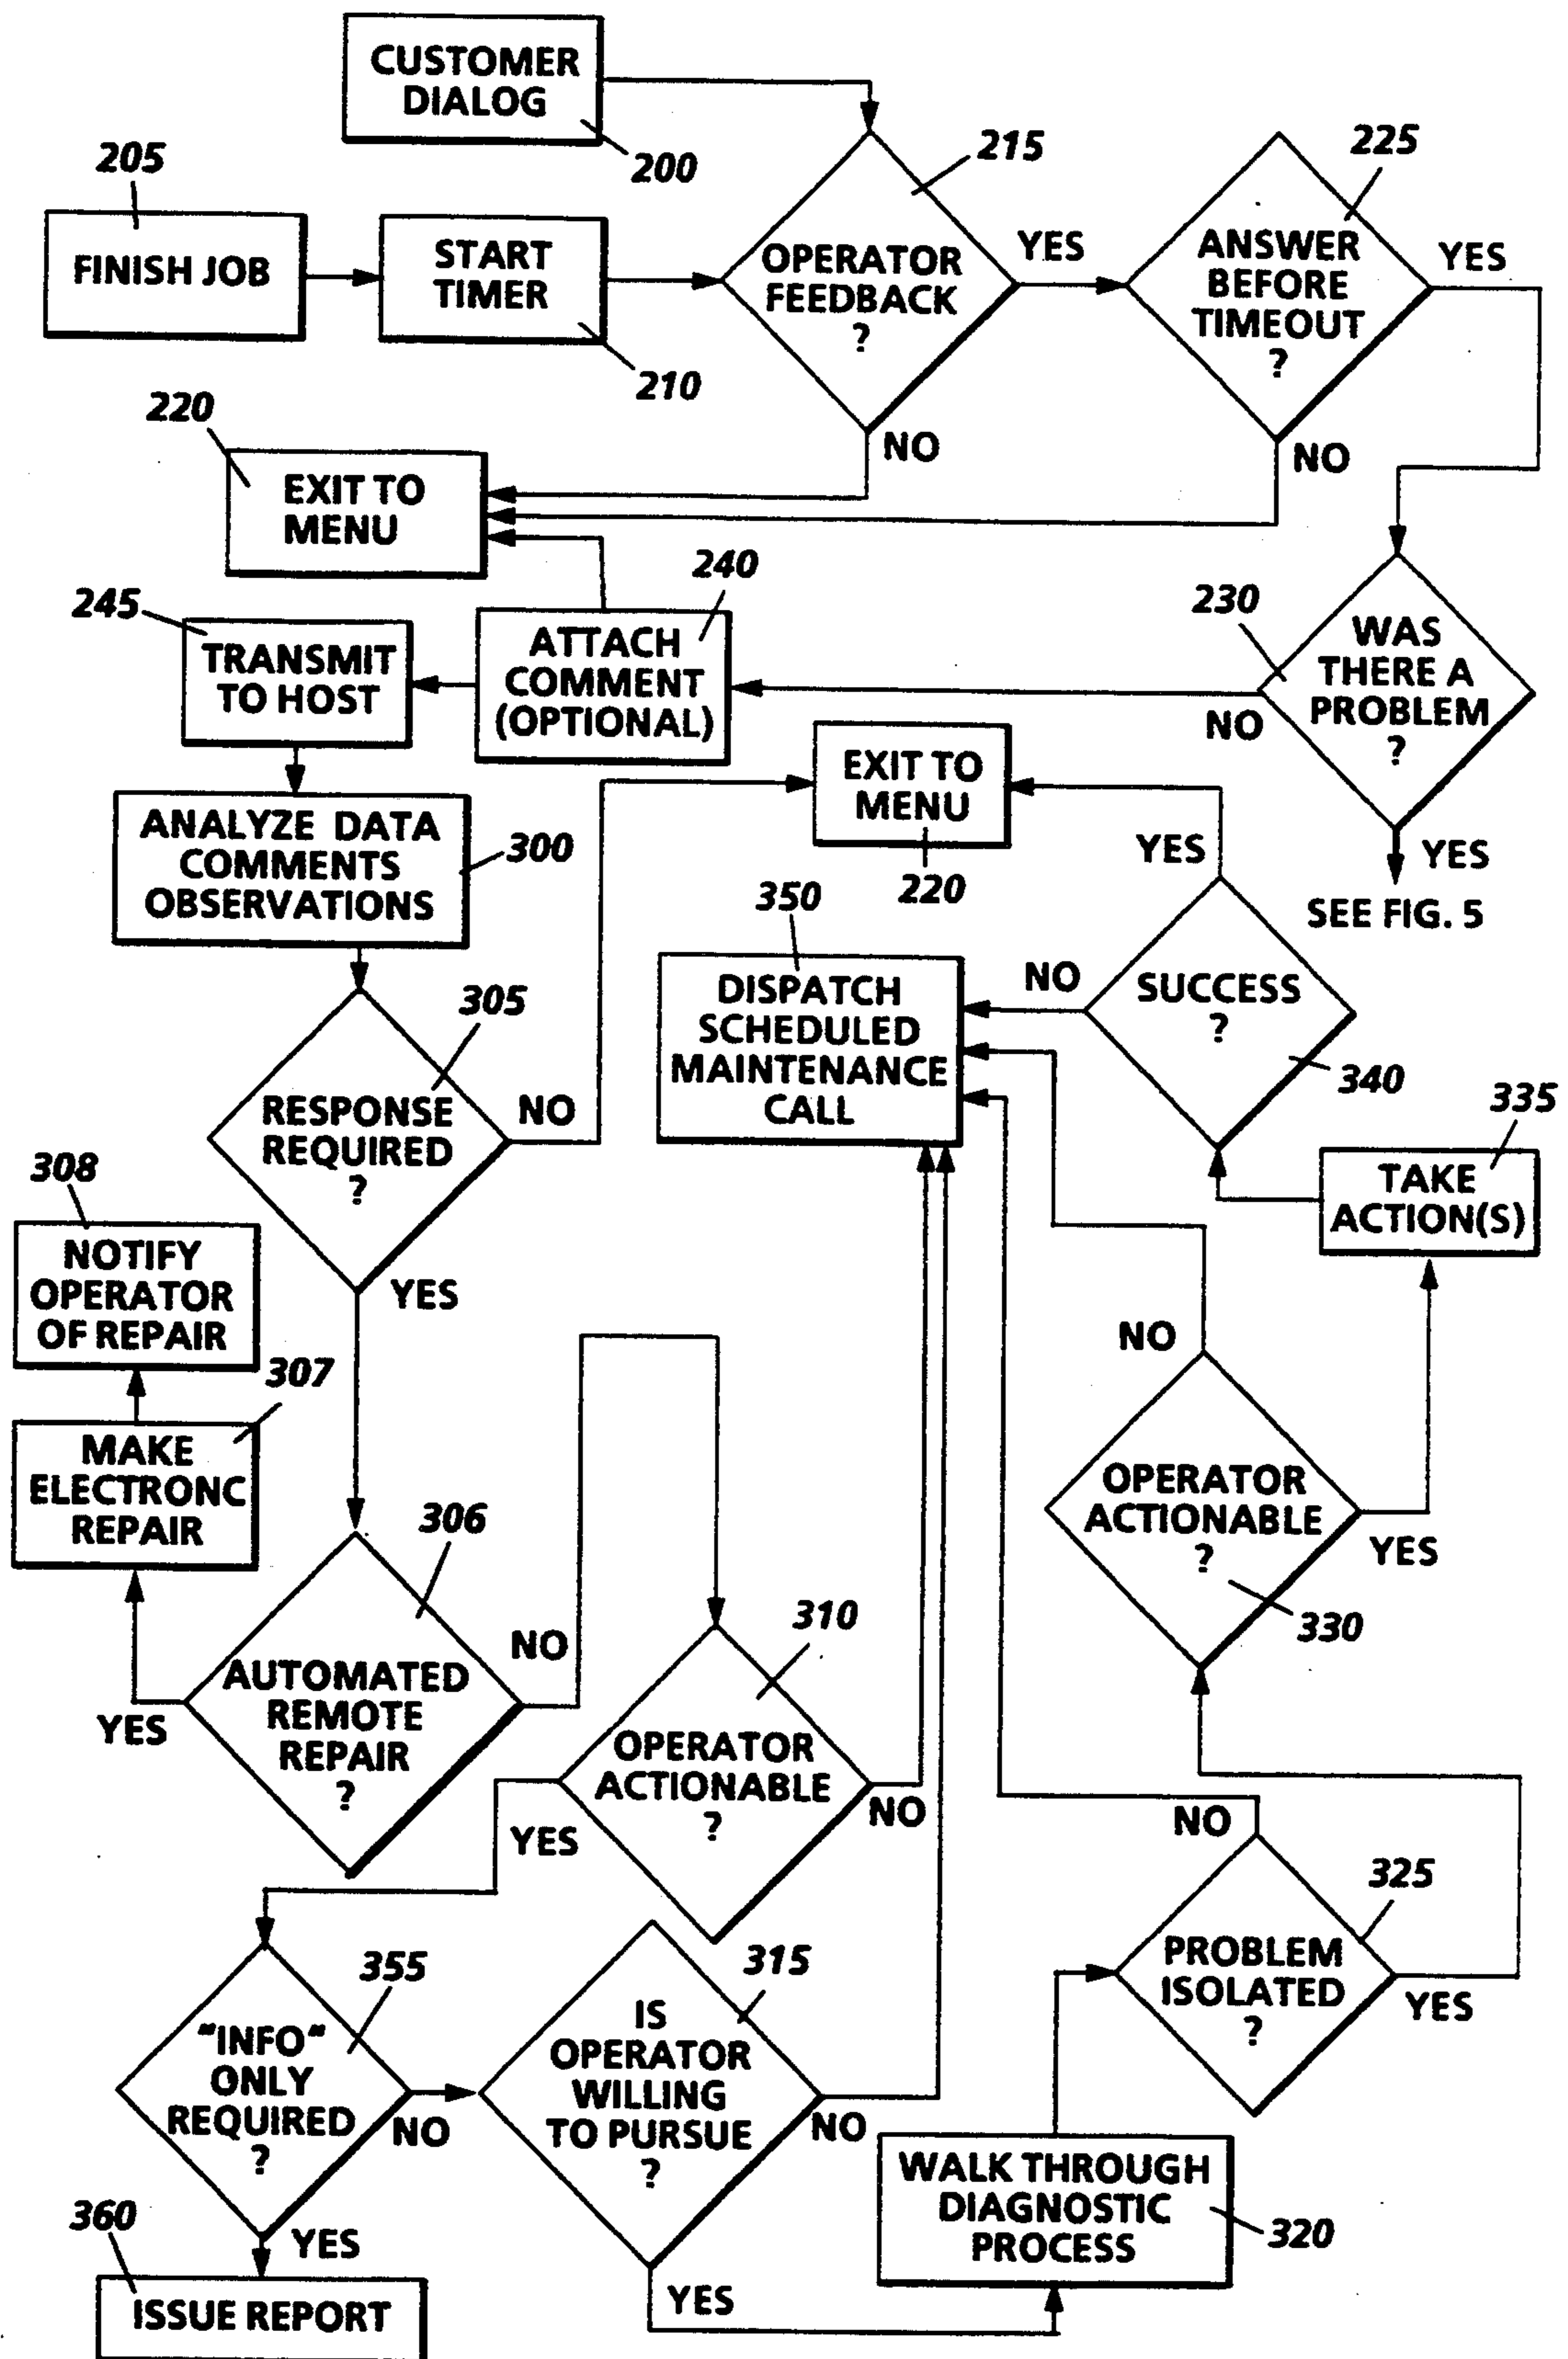 CUSTOMER
DIALOG
200
205
FINISH JOB
START
TIMER
210
215
OPERATOR
FEEDBACK
?
YES
NO
225
ANSWER
BEFORE
TIMEOUT
?
YES
NO
220
EXIT TO
MENU
230
WAS
THERE A
PROBLEM
?
NO
YES
SEE FIG. 5
240
ATTACH
COMMENT
(OPTIONAL)
245
TRANSMIT
TO HOST
ANALYZE DATA
COMMENTS
OBSERVATIONS
300
EXIT TO
MENU
220
305
RESPONSE
REQUIRED
?
NO
YES
350
DISPATCH
SCHEDULED
MAINTENANCE
CALL
YES
NO
SUCCESS
?
340
335
TAKE
ACTION(S)
308
NOTIFY
OPERATOR
OF REPAIR
307
MAKE
ELECTRONC
REPAIR
306
AUTOMATED
REMOTE
REPAIR
?
YES
NO
310
OPERATOR
ACTIONABLE
?
YES
NO
NO
OPERATOR
ACTIONABLE
?
YES
330
NO
325
PROBLEM
ISOLATED
?
YES
355
"INFO"
ONLY
REQUIRED
?
NO
YES
315
IS
OPERATOR
WILLING
TO PURSUE
?
NO
YES
WALK THROUGH
DIAGNOSTIC
PROCESS
320
360
ISSUE REPORT